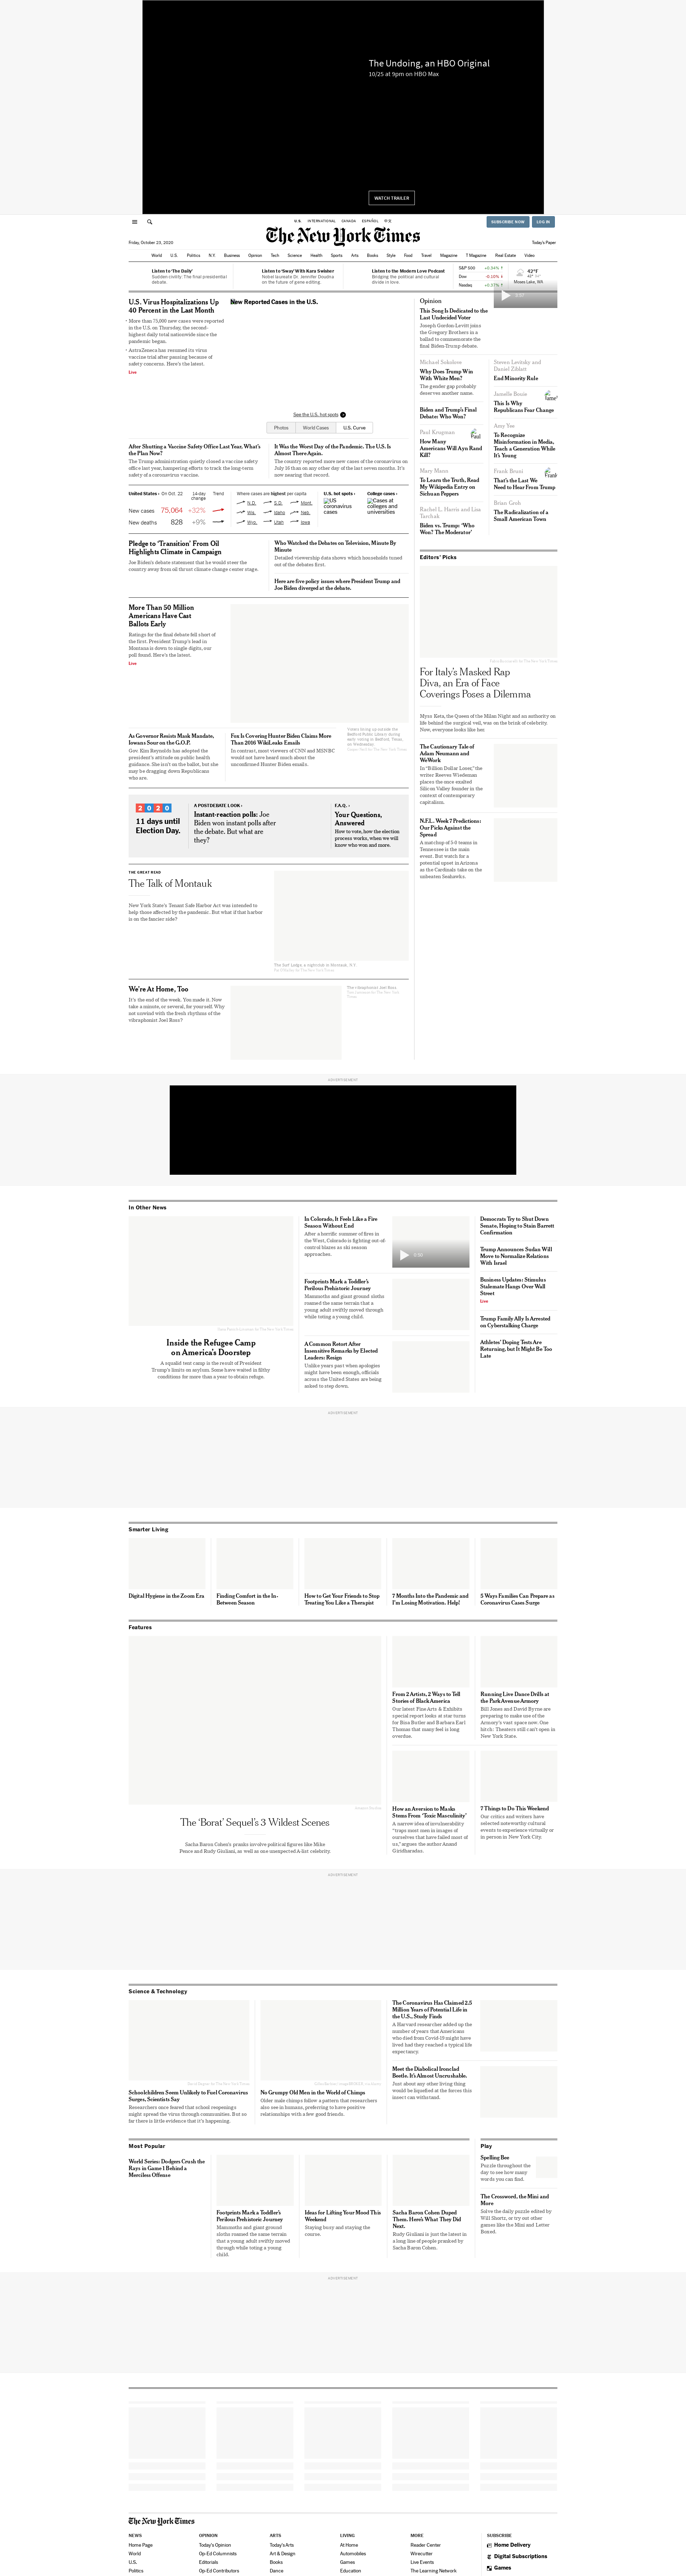 The Undoing, an HBO Original
10/25 at 9pm on HBO Max
WATCH TRAILER
INTERNATIONAL CANADA ESPAÑOL 中文
SUBSCRIBE NOW
LOG IN
Friday, October 23, 2020
The New York Times
Today's Paper
World U.S. Politics N.Y. Business Opinion Tech Science Health Sports Arts Books Style Food Travel Magazine T Magazine Real Estate Video
Listen to 'The Daily'
Sudden civility: The final presidential debate.
Listen to 'Sway' With Kara Swisher
Nobel laureate Dr. Jennifer Doudna on the future of gene editing.
Listen to the Modern Love Podcast
Bridging the political and cultural divide in love.
S&P 500 +0.34%
Dow -0.10%
Nasdaq +0.37%
42°F
Moses Lake, WA
U.S. Virus Hospitalizations Up 40 Percent in the Last Month
More than 75,000 new cases were reported in the U.S. on Thursday, the second-highest daily total nationwide since the pandemic began.
AstraZeneca has resumed its virus vaccine trial after pausing because of safety concerns. Here's the latest.
Live
New Reported Cases in the U.S.
See the U.S. hot spots
Photos
World Cases
U.S. Curve
After Shutting a Vaccine Safety Office Last Year, What's the Plan Now?
The Trump administration quietly closed a vaccine safety office last year, hampering efforts to track the long-term safety of a coronavirus vaccine.
It Was the Worst Day of the Pandemic. The U.S. Is Almost There Again.
The country reported more new cases of the coronavirus on July 16 than on any other day of the last seven months. It's now nearing that record.
United States › On Oct. 22 14-day change Trend
New cases 75,064 +32%
New deaths 828 +9%
Where cases are highest per capita
N.D. S.D. Mont.
Wis. Idaho Neb.
Wyo. Utah Iowa
U.S. hot spots ›
US coronavirus cases
College cases ›
Cases at colleges and universities
Pledge to 'Transition' From Oil Highlights Climate in Campaign
Joe Biden's debate statement that he would steer the country away from oil thrust climate change center stage.
Who Watched the Debates on Television, Minute By Minute
Detailed viewership data shows which households tuned out of the debates first.
Here are five policy issues where President Trump and Joe Biden diverged at the debate.
More Than 50 Million Americans Have Cast Ballots Early
Ratings for the final debate fell short of the first. President Trump's lead in Montana is down to single digits, our poll found. Here's the latest.
Live
As Governor Resists Mask Mandate, Iowans Sour on the G.O.P.
Gov. Kim Reynolds has adopted the president's attitude on public health guidance. She isn't on the ballot, but she may be dragging down Republicans who are.
Fox Is Covering Hunter Biden Claims More Than 2016 WikiLeaks Emails
In contrast, most viewers of CNN and MSNBC would not have heard much about the unconfirmed Hunter Biden emails.
Voters lining up outside the Bedford Public Library during early voting in Bedford, Texas, on Wednesday.
2020
11 days until Election Day.
A POSTDEBATE LOOK ›
Instant-reaction polls: Joe Biden won instant polls after the debate. But what are they?
F.A.Q. ›
Your Questions, Answered
How to vote, how the election process works, when we will know who won and more.
THE GREAT READ
The Talk of Montauk
New York State's Tenant Safe Harbor Act was intended to help those affected by the pandemic. But what if that harbor is on the fancier side?
The Surf Lodge, a nightclub in Montauk, N.Y.
We're At Home, Too
It's the end of the week. You made it. Now take a minute, or several, for yourself. Why not unwind with the fresh rhythms of the vibraphonist Joel Ross?
The vibraphonist Joel Ross.
Opinion
This Song Is Dedicated to the Last Undecided Voter
Joseph Gordon Levitt joins the Gregory Brothers in a ballad to commemorate the final Biden-Trump debate.
Michael Sokolove
Why Does Trump Win With White Men?
The gender gap probably deserves another name.
Biden and Trump's Final Debate: Who Won?
Paul Krugman
How Many Americans Will Ayn Rand Kill?
Mary Mann
To Learn the Truth, Read My Wikipedia Entry on Sichuan Peppers
Rachel L. Harris and Lisa Tarchak
Biden vs. Trump: 'Who Won? The Moderator'
Steven Levitsky and Daniel Ziblatt
End Minority Rule
Jamelle Bouie
This Is Why Republicans Fear Change
Amy Yee
To Recognize Misinformation in Media, Teach a Generation While It's Young
Frank Bruni
That's the Last We Need to Hear From Trump
Brian Groh
The Radicalization of a Small American Town
Editors' Picks
For Italy's Masked Rap Diva, an Era of Face Coverings Poses a Dilemma
Myss Keta, the Queen of the Milan Night and an authority on life behind the surgical veil, was on the brink of celebrity. Now, everyone looks like her.
The Cautionary Tale of Adam Neumann and WeWork
In "Billion Dollar Loser," the writer Reeves Wiedeman places the once exalted Silicon Valley founder in the context of contemporary capitalism.
N.F.L. Week 7 Predictions: Our Picks Against the Spread
A matchup of 5-0 teams in Tennessee is the main event. But watch for a potential upset in Arizona as the Cardinals take on the unbeaten Seahawks.
ADVERTISEMENT
In Other News
Inside the Refugee Camp on America's Doorstep
A squalid tent camp is the result of President Trump's limits on asylum. Some have waited in filthy conditions for more than a year to obtain refuge.
In Colorado, It Feels Like a Fire Season Without End
After a horrific summer of fires in the West, Colorado is fighting out-of-control blazes as ski season approaches.
Footprints Mark a Toddler's Perilous Prehistoric Journey
Mammoths and giant ground sloths roamed the same terrain that a young adult swiftly moved through while toting a young child.
A Common Retort After Insensitive Remarks by Elected Leaders: Resign
Unlike years past when apologies might have been enough, officials across the United States are being asked to step down.
Democrats Try to Shut Down Senate, Hoping to Stain Barrett Confirmation
Trump Announces Sudan Will Move to Normalize Relations With Israel
Business Updates: Stimulus Stalemate Hangs Over Wall Street
Live
Trump Family Ally Is Arrested on Cyberstalking Charge
Athletes' Doping Tests Are Returning, but It Might Be Too Late
ADVERTISEMENT
Smarter Living
Digital Hygiene in the Zoom Era
Finding Comfort in the In-Between Season
How to Get Your Friends to Stop Treating You Like a Therapist
7 Months Into the Pandemic and I'm Losing Motivation. Help!
5 Ways Families Can Prepare as Coronavirus Cases Surge
Features
The 'Borat' Sequel's 3 Wildest Scenes
Sacha Baron Cohen's pranks involve political figures like Mike Pence and Rudy Giuliani, as well as one unexpected A-list celebrity.
From 2 Artists, 2 Ways to Tell Stories of Black America
Our latest Fine Arts & Exhibits special report looks at star turns for Bisa Butler and Barbara Earl Thomas that many feel is long overdue.
Running Live Dance Drills at the Park Avenue Armory
Bill Jones and David Byrne are preparing to make use of the Armory's vast space now. One hitch: Theaters still can't open in New York State.
How an Aversion to Masks Stems From 'Toxic Masculinity'
A narrow idea of invulnerability "traps most men in images of ourselves that have failed most of us," argues the author Anand Giridharadas.
7 Things to Do This Weekend
Our critics and writers have selected noteworthy cultural events to experience virtually or in person in New York City.
ADVERTISEMENT
Science & Technology
Schoolchildren Seem Unlikely to Fuel Coronavirus Surges, Scientists Say
Researchers once feared that school reopenings might spread the virus through communities. But so far there is little evidence that it's happening.
No Grumpy Old Men in the World of Chimps
Older male chimps follow a pattern that researchers also see in humans, preferring to have positive relationships with a few good friends.
The Coronavirus Has Claimed 2.5 Million Years of Potential Life in the U.S., Study Finds
A Harvard researcher added up the number of years that Americans who died from Covid-19 might have lived had they reached a typical life expectancy.
Meet the Diabolical Ironclad Beetle. It's Almost Uncrushable.
Just about any other living thing would be liquefied at the forces this insect can withstand.
Most Popular
World Series: Dodgers Crush the Rays in Game 1 Behind a Merciless Offense
Footprints Mark a Toddler's Perilous Prehistoric Journey
Mammoths and giant ground sloths roamed the same terrain that a young adult swiftly moved through while toting a young child.
Ideas for Lifting Your Mood This Weekend
Staying busy and staying the course.
Sacha Baron Cohen Duped Them. Here's What They Did Next.
Rudy Giuliani is just the latest in a long line of people pranked by Sacha Baron Cohen.
Play
Spelling Bee
Puzzle throughout the day to see how many words you can find.
The Crossword, the Mini and More
Solve the daily puzzle edited by Will Shortz, or try out other games like the Mini and Letter Boxed.
ADVERTISEMENT
The New York Times
NEWS
Home Page
World
U.S.
Politics
OPINION
Today's Opinion
Op-Ed Columnists
Editorials
Op-Ed Contributors
ARTS
Today's Arts
Art & Design
Books
Dance
LIVING
At Home
Automobiles
Games
Education
MORE
Reader Center
Wirecutter
Live Events
The Learning Network
SUBSCRIBE
Home Delivery
Digital Subscriptions
Games